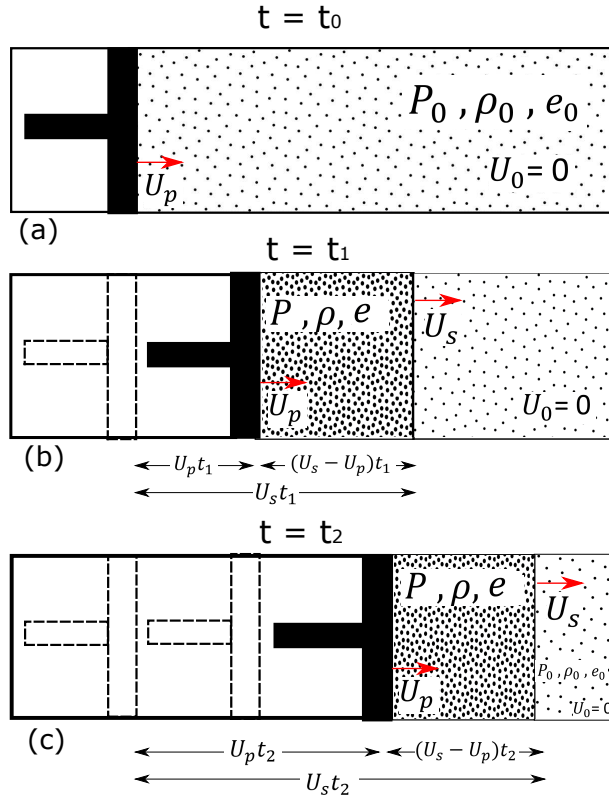 t = t₀
P₀ , ρ₀ , e₀
U₀ = 0
Uₚ
(a)
t = t₁
P , ρ, e
Uₛ
Uₚ
U₀ = 0
(b)
Uₚt₁
(Uₛ − Uₚ)t₁
Uₛt₁
t = t₂
P , ρ, e
Uₛ
P₀ , ρ₀ , e₀
Uₚ
U₀ = 0
(c)
Uₚt₂
(Uₛ − Uₚ)t₂
Uₛt₂